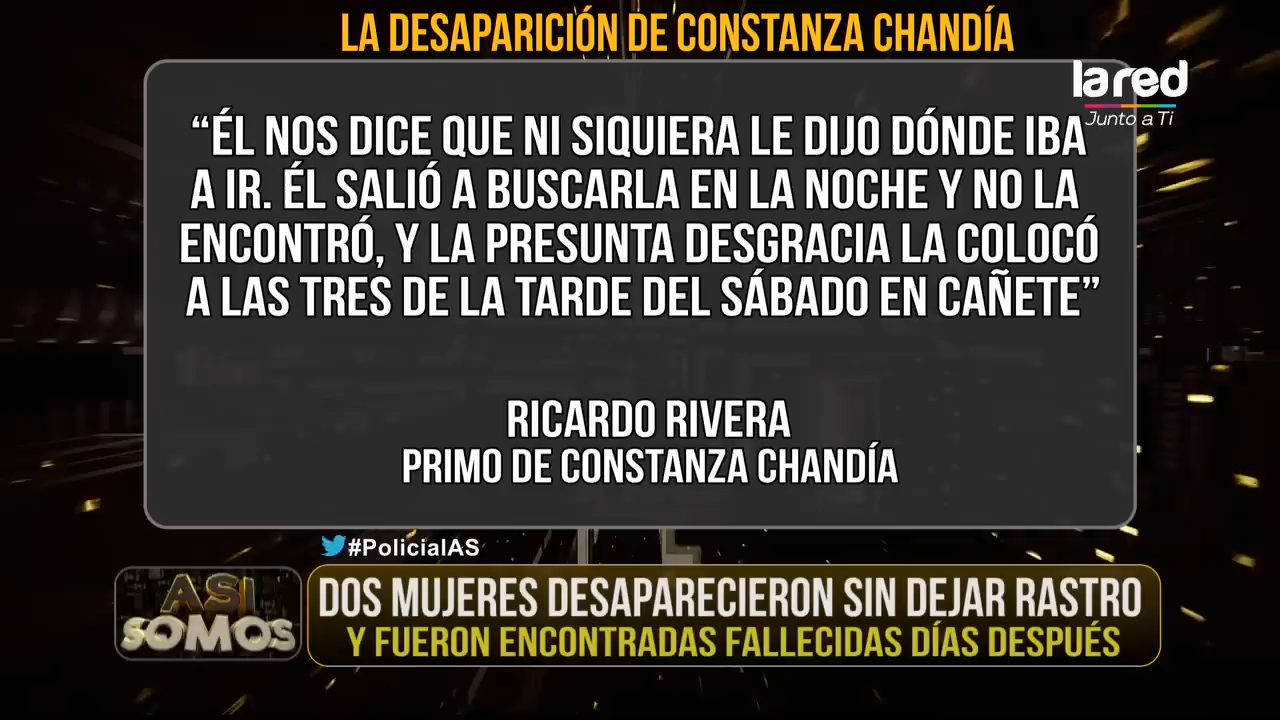 LA DESAPARICIÓN DE CONSTANZA CHANDÍA
lared
Junto a Ti
“ÉL NOS DICE QUE NI SIQUIERA LE DIJO DÓNDE IBA
A IR. ÉL SALIÓ A BUSCARLA EN LA NOCHE Y NO LA
ENCONTRÓ, Y LA PRESUNTA DESGRACIA LA COLOCÓ
A LAS TRES DE LA TARDE DEL SÁBADO EN CAÑETE”
RICARDO RIVERA
PRIMO DE CONSTANZA CHANDÍA
#PolicialAS
ASI
SOMOS
DOS MUJERES DESAPARECIERON SIN DEJAR RASTRO
Y FUERON ENCONTRADAS FALLECIDAS DÍAS DESPUÉS